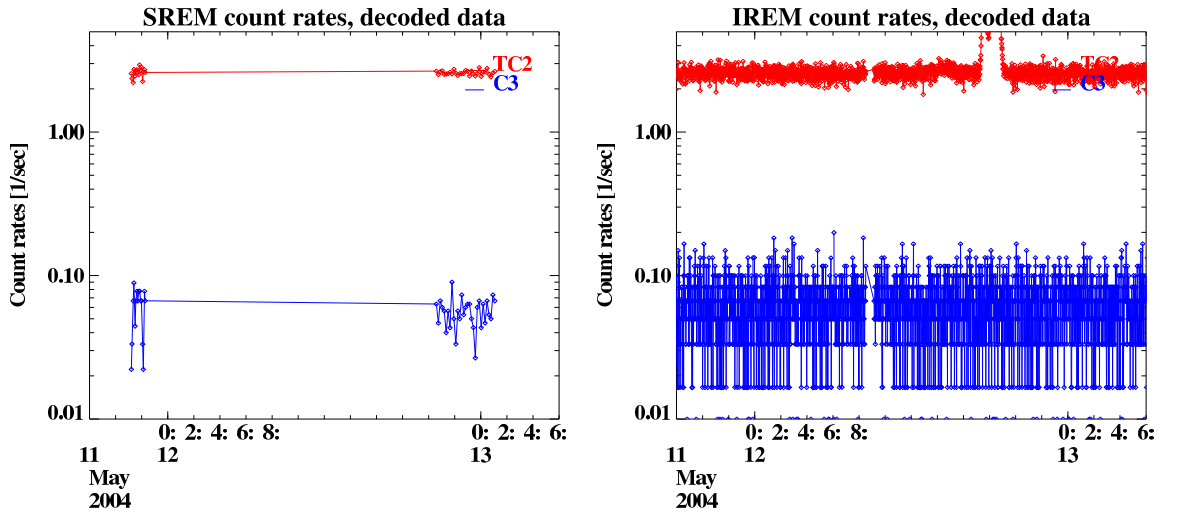 SREM count rates, decoded data
TC2
C3
1.00
0.10
0.01
Count rates [1/sec]
0: 2: 4: 6: 8: 0: 2: 4: 6:
11 12 13
May
2004
IREM count rates, decoded data
TC2
C3
1.00
0.10
0.01
Count rates [1/sec]
0: 2: 4: 6: 8: 0: 2: 4: 6:
11 12 13
May
2004